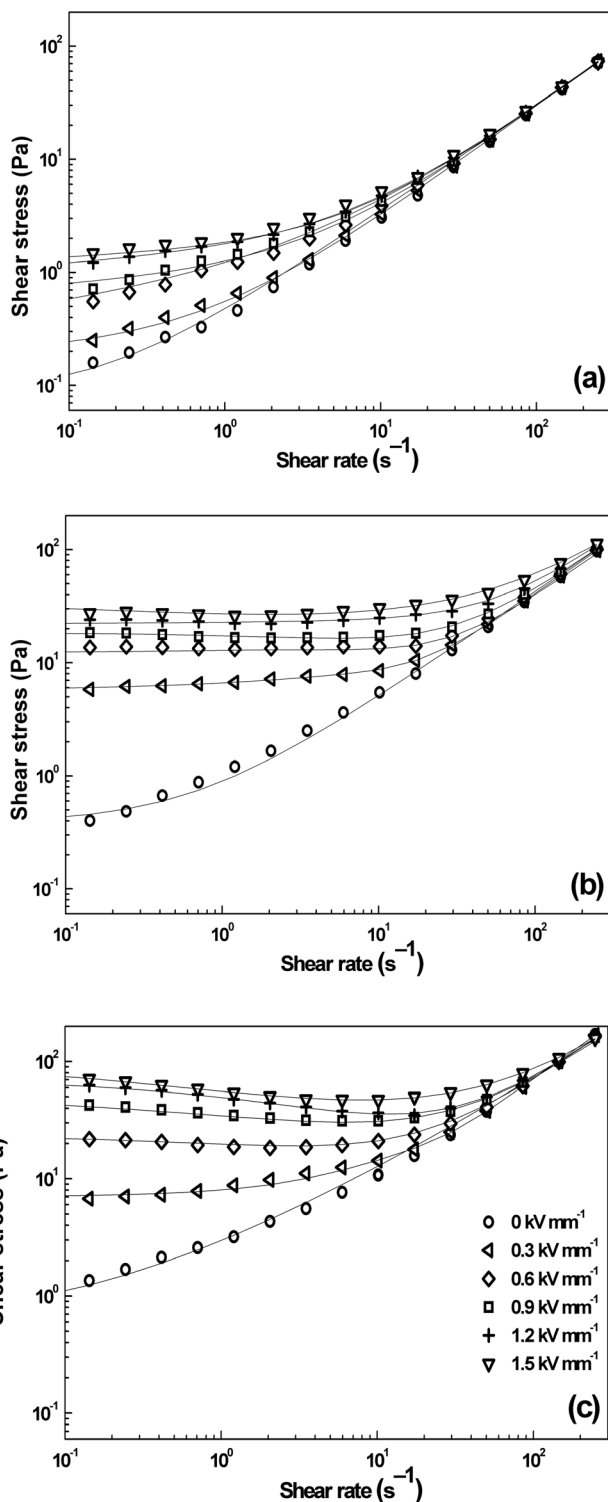 10²
10¹
10⁰
10⁻¹
Shear stress (Pa)
(a)
10⁻¹ 10⁰ 10¹ 10²
Shear rate (s⁻¹)
10²
10¹
10⁰
10⁻¹
Shear stress (Pa)
(b)
10⁻¹ 10⁰ 10¹ 10²
Shear rate (s⁻¹)
10²
10¹
10⁰
10⁻¹
Shear stress (Pa)
0 kV mm⁻¹
0.3 kV mm⁻¹
0.6 kV mm⁻¹
0.9 kV mm⁻¹
1.2 kV mm⁻¹
1.5 kV mm⁻¹
(c)
10⁻¹ 10⁰ 10¹ 10²
Shear rate (s⁻¹)